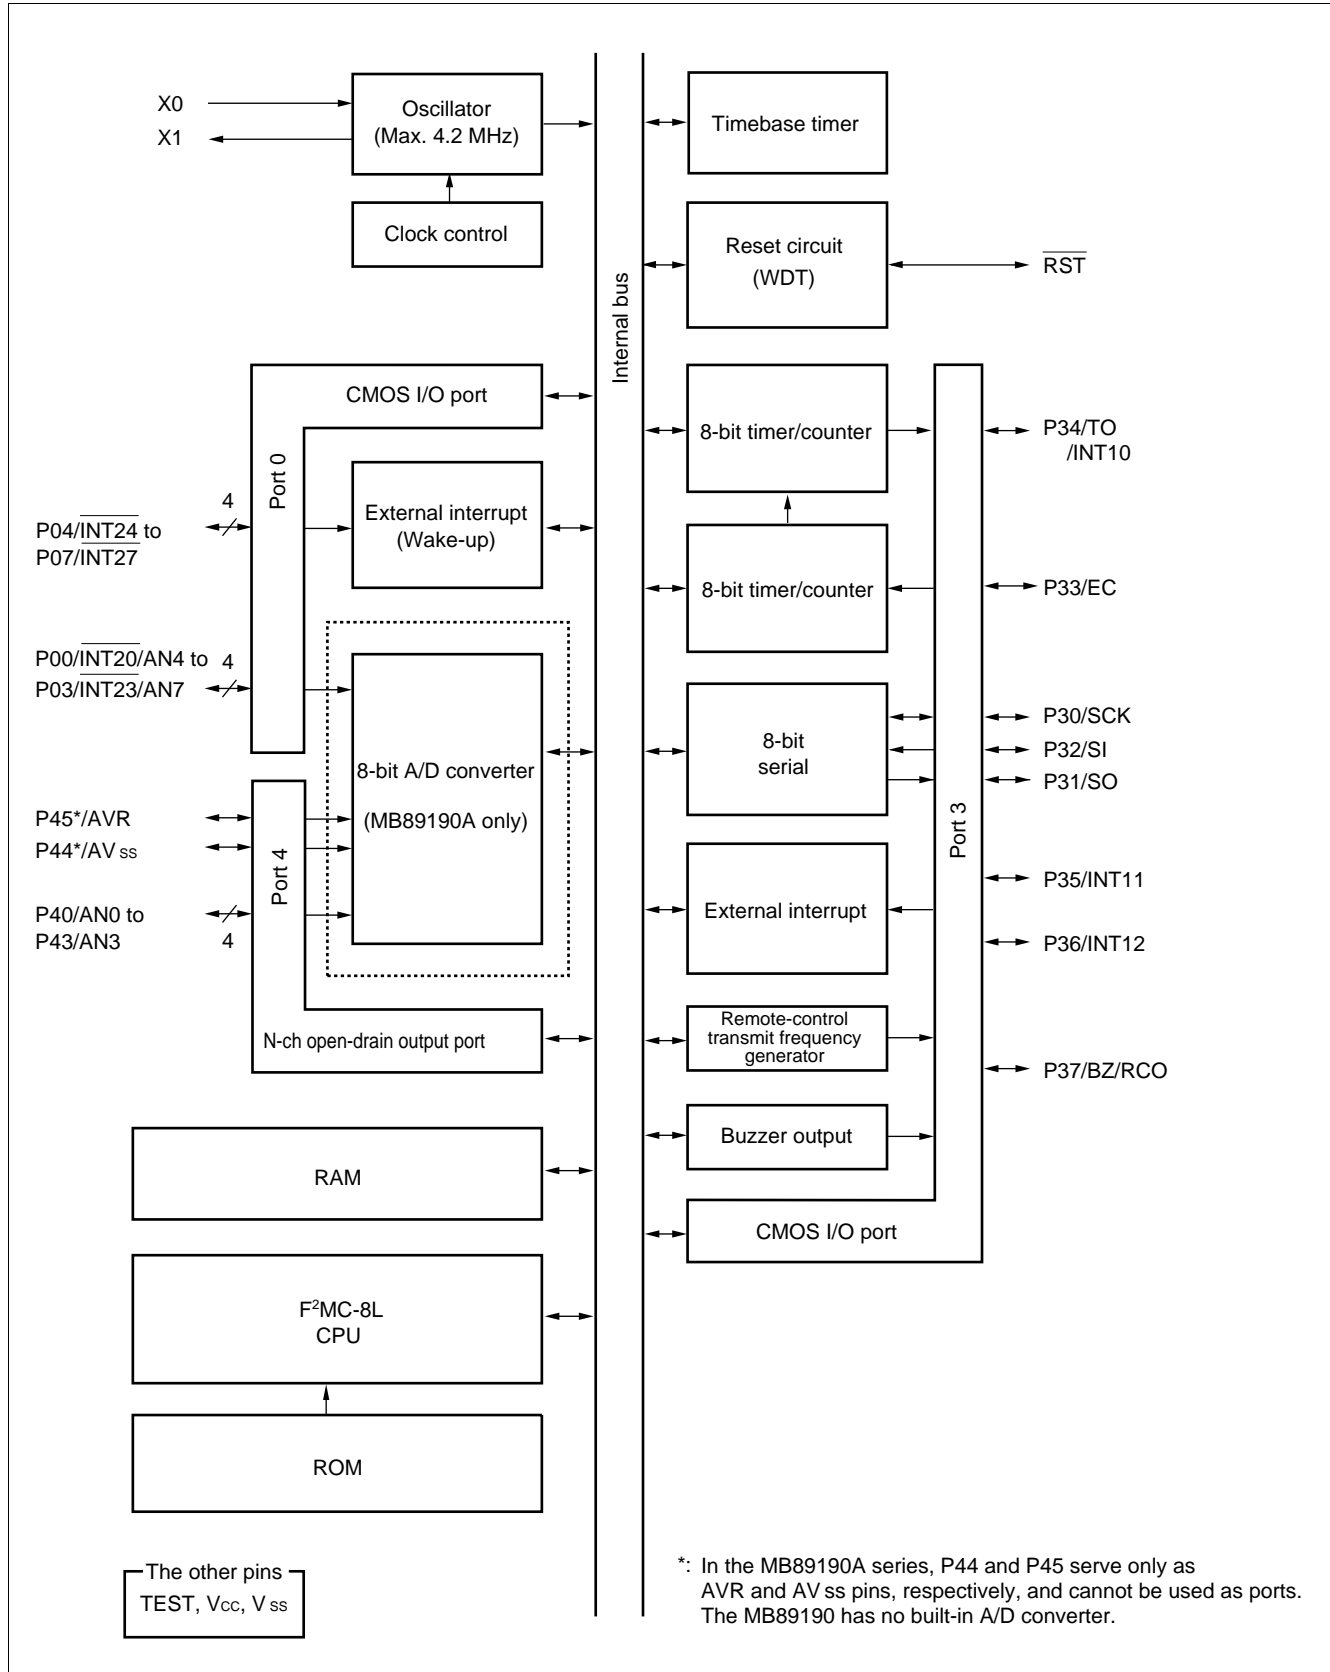 X0
X1
Oscillator
(Max. 4.2 MHz)
Clock control
Internal bus
Timebase timer
Reset circuit
(WDT)
RST
CMOS I/O port
Port 0
P04/INT24 to
P07/INT27
4
External interrupt
(Wake-up)
P00/INT20/AN4 to
P03/INT23/AN7
4
8-bit A/D converter
(MB89190A only)
P45*/AVR
P44*/AVss
Port 4
P40/AN0 to
P43/AN3
4
N-ch open-drain output port
RAM
F²MC-8L
CPU
ROM
The other pins
TEST, Vcc, Vss
8-bit timer/counter
P34/TO
/INT10
8-bit timer/counter
P33/EC
8-bit
serial
P30/SCK
P32/SI
P31/SO
Port 3
External interrupt
P35/INT11
P36/INT12
Remote-control
transmit frequency
generator
P37/BZ/RCO
Buzzer output
CMOS I/O port
*: In the MB89190A series, P44 and P45 serve only as
AVR and AVss pins, respectively, and cannot be used as ports.
The MB89190 has no built-in A/D converter.